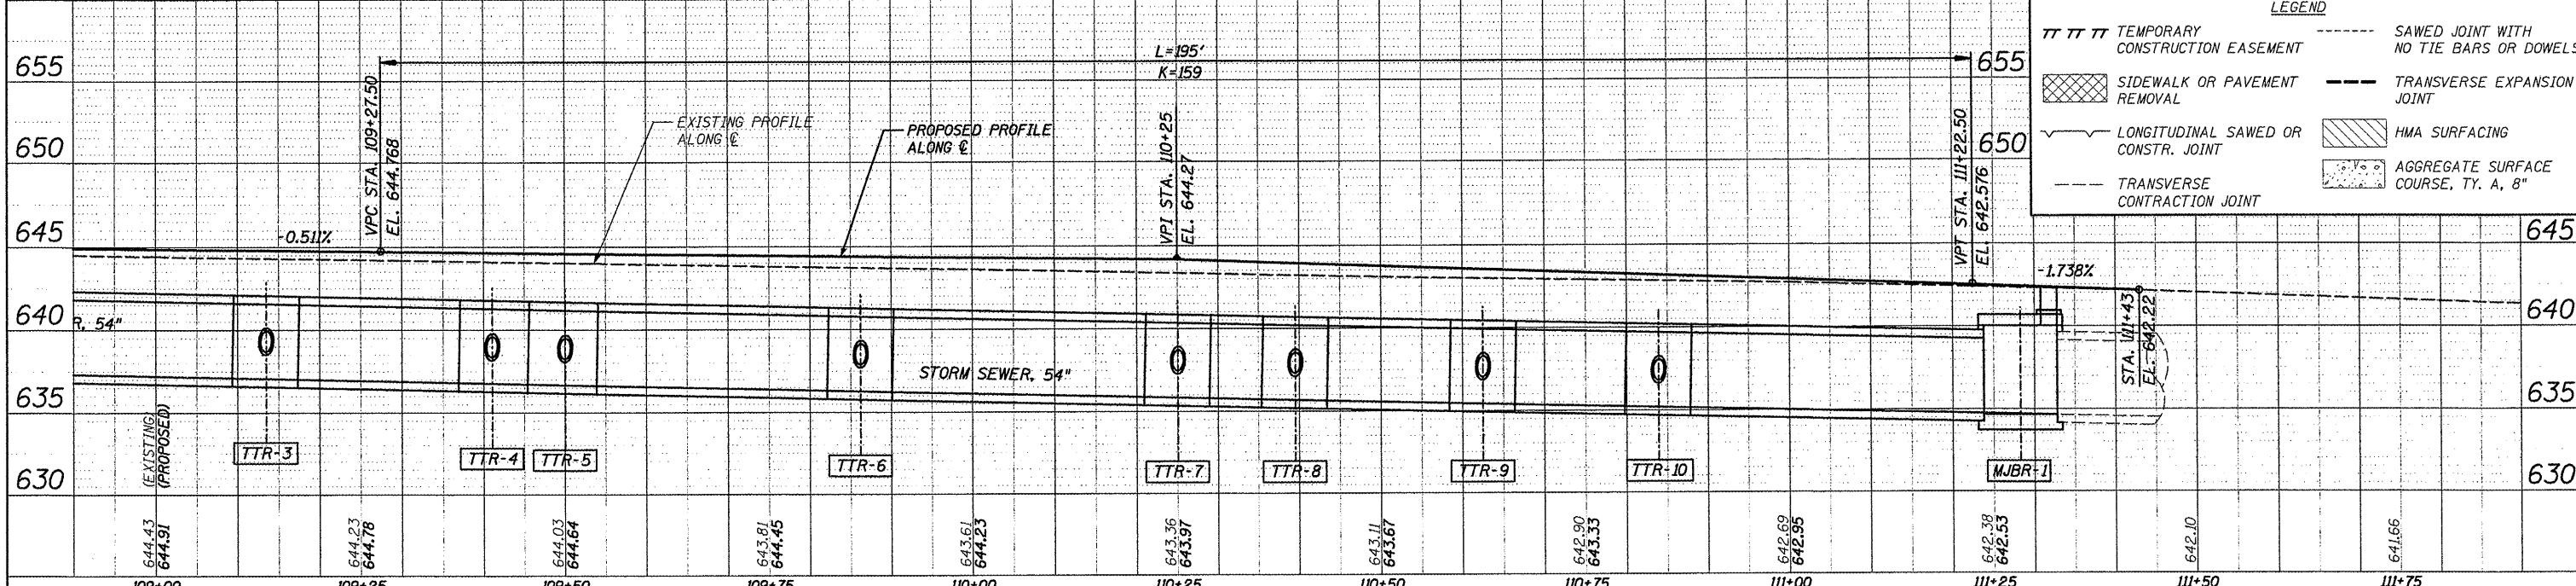 LEGEND
TEMPORARY
CONSTRUCTION EASEMENT
SIDEWALK OR PAVEMENT
REMOVAL
LONGITUDINAL SAWED OR
CONSTR. JOINT
TRANSVERSE
CONTRACTION JOINT
SAWED JOINT WITH
NO TIE BARS OR DOWELS
TRANSVERSE EXPANSION
JOINT
HMA SURFACING
AGGREGATE SURFACE
COURSE, TY. A, 8"
L=195'
K=159
655
655
650
650
645
645
640
640
635
635
630
630
VPC STA. 109+27.50
EL. 644.768
EXISTING PROFILE
ALONG ℄
PROPOSED PROFILE
ALONG ℄
VPI STA. 110+25
EL. 644.27
VPT STA. 111+22.50
EL. 642.576
-0.511%
-1.738%
STA. 111+43
EL. 642.22
R, 54"
STORM SEWER, 54"
TTR-3
TTR-4
TTR-5
TTR-6
TTR-7
TTR-8
TTR-9
TTR-10
MJBR-1
(EXISTING)
(PROPOSED)
644.43
644.91
644.23
644.78
644.03
644.64
643.81
644.45
643.61
644.23
643.36
643.97
643.11
643.67
642.90
643.33
642.69
642.95
642.38
642.53
642.10
641.66
109+00
109+25
109+50
109+75
110+00
110+25
110+50
110+75
111+00
111+25
111+50
111+75